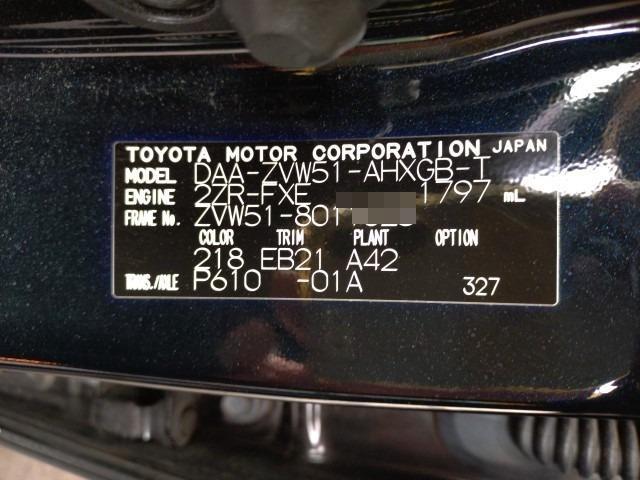 TOYOTA MOTOR CORPORATION JAPAN
MODEL DAA-ZVW51-AHXGB-T
ENGINE 2ZR-FXE 1797 mL
FRAME No. ZVW51-801
COLOR TRIM PLANT OPTION
218 EB21 A42
TRANS./AXLE P610 -01A 327